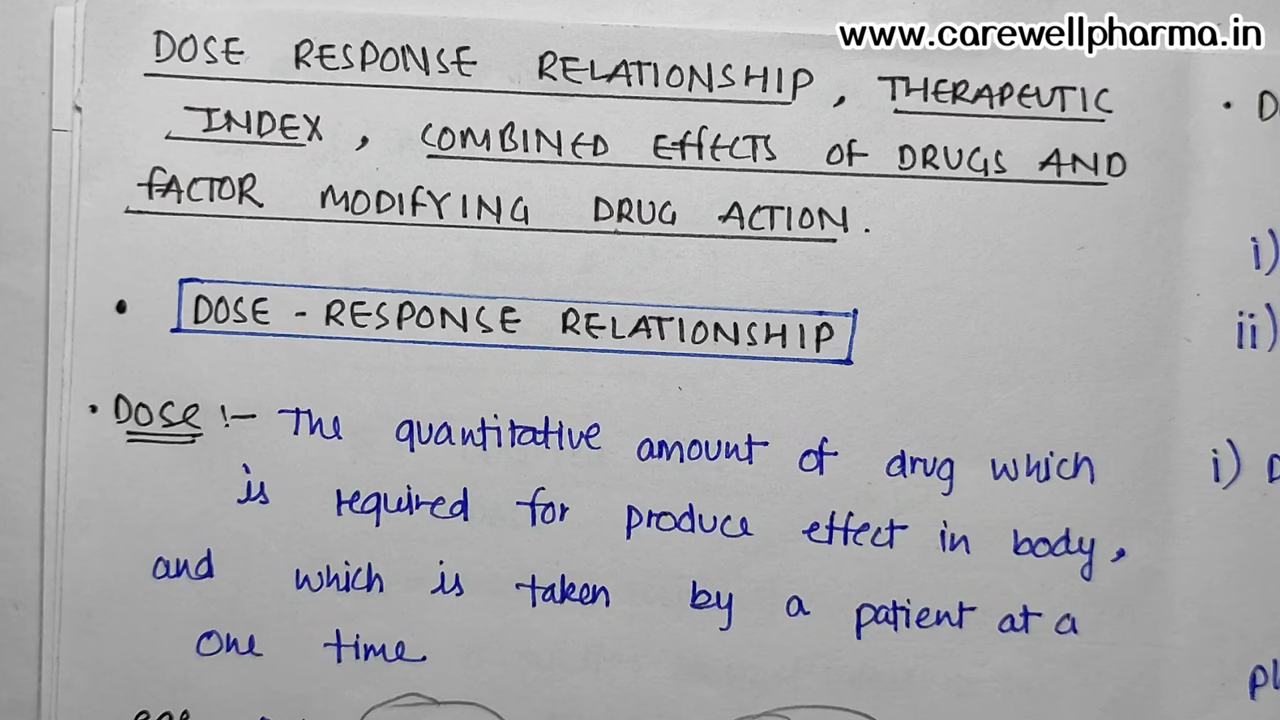 www.carewellpharma.in
DOSE RESPONSE RELATIONSHIP, THERAPEUTIC
INDEX, COMBINED EFFECTS OF DRUGS AND
FACTOR MODIFYING DRUG ACTION.
• DOSE - RESPONSE RELATIONSHIP
• DOSE :- The quantitative amount of drug which
is required for produce effect in body,
and which is taken by a patient at a
one time
• D
i)
ii)
i) D
pl